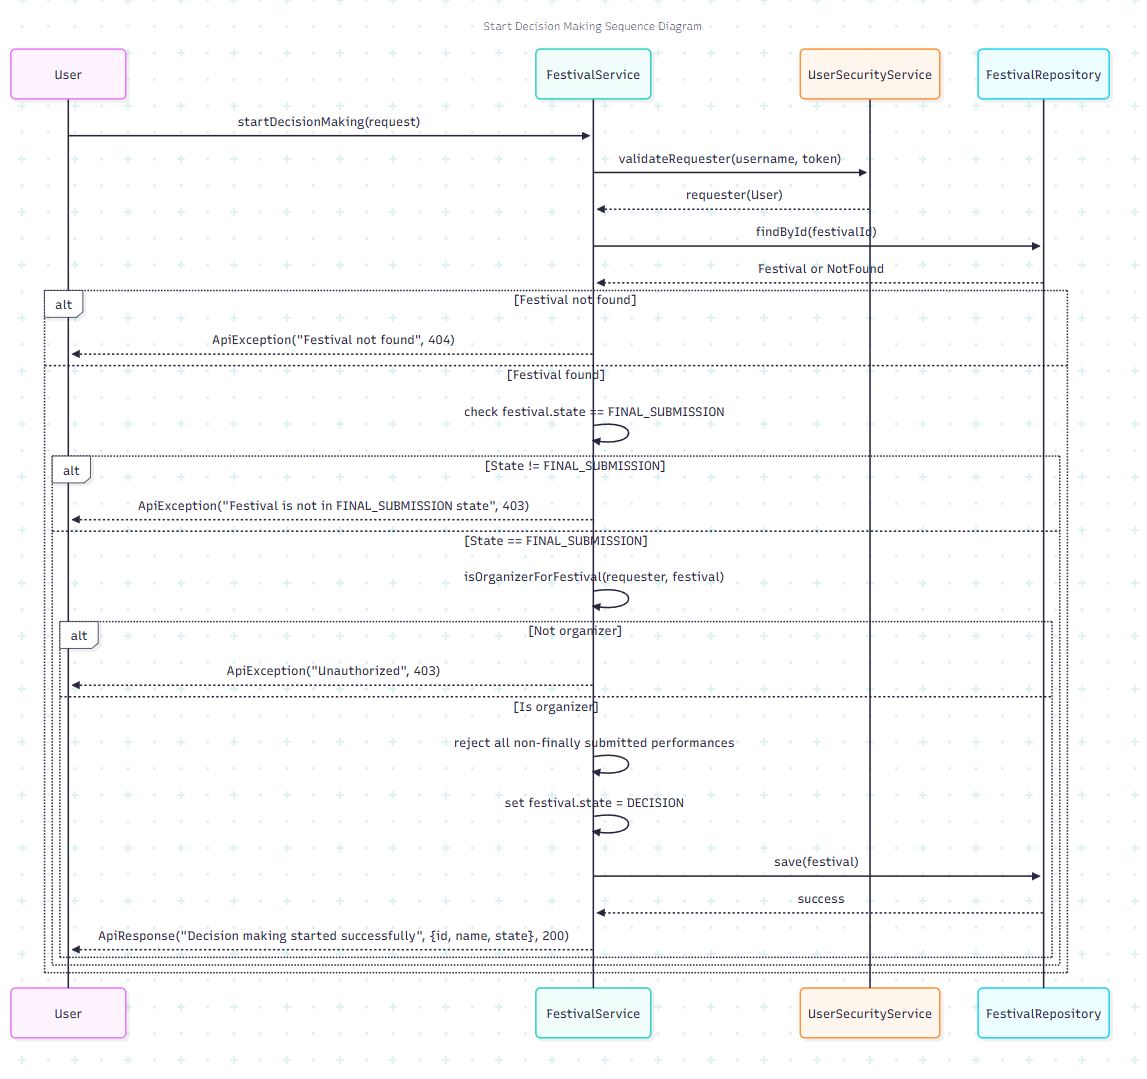 Start Decision Making Sequence Diagram
User
FestivalService
UserSecurityService
FestivalRepository
startDecisionMaking(request)
validateRequester(username, token)
requester(User)
findById(festivalId)
Festival or NotFound
alt
[Festival not found]
ApiException("Festival not found", 404)
[Festival found]
check festival.state == FINAL_SUBMISSION
alt
[State != FINAL_SUBMISSION]
ApiException("Festival is not in FINAL_SUBMISSION state", 403)
[State == FINAL_SUBMISSION]
isOrganizerForFestival(requester, festival)
alt
[Not organizer]
ApiException("Unauthorized", 403)
[Is organizer]
reject all non-finally submitted performances
set festival.state = DECISION
save(festival)
success
ApiResponse("Decision making started successfully", {id, name, state}, 200)
User
FestivalService
UserSecurityService
FestivalRepository